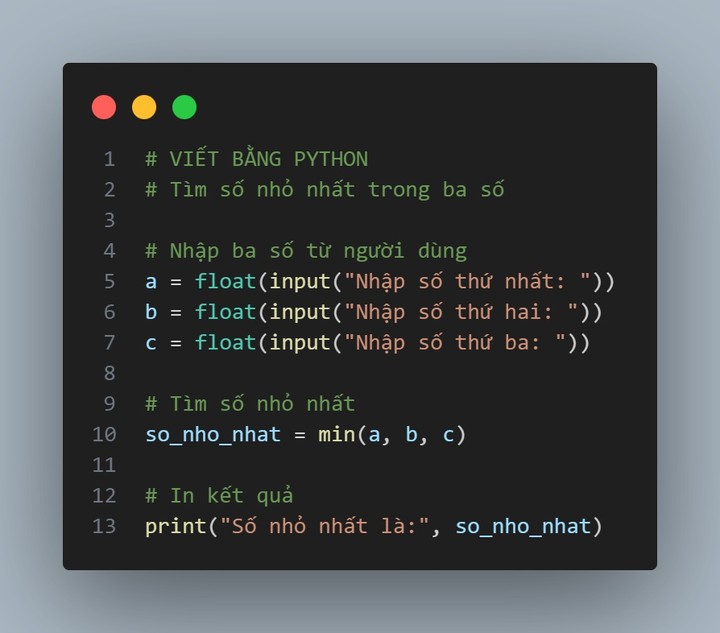 1 # VIẾT BẰNG PYTHON
2 # Tìm số nhỏ nhất trong ba số
3
4 # Nhập ba số từ người dùng
5 a = float(input("Nhập số thứ nhất: "))
6 b = float(input("Nhập số thứ hai: "))
7 c = float(input("Nhập số thứ ba: "))
8
9 # Tìm số nhỏ nhất
10 so_nho_nhat = min(a, b, c)
11
12 # In kết quả
13 print("Số nhỏ nhất là:", so_nho_nhat)